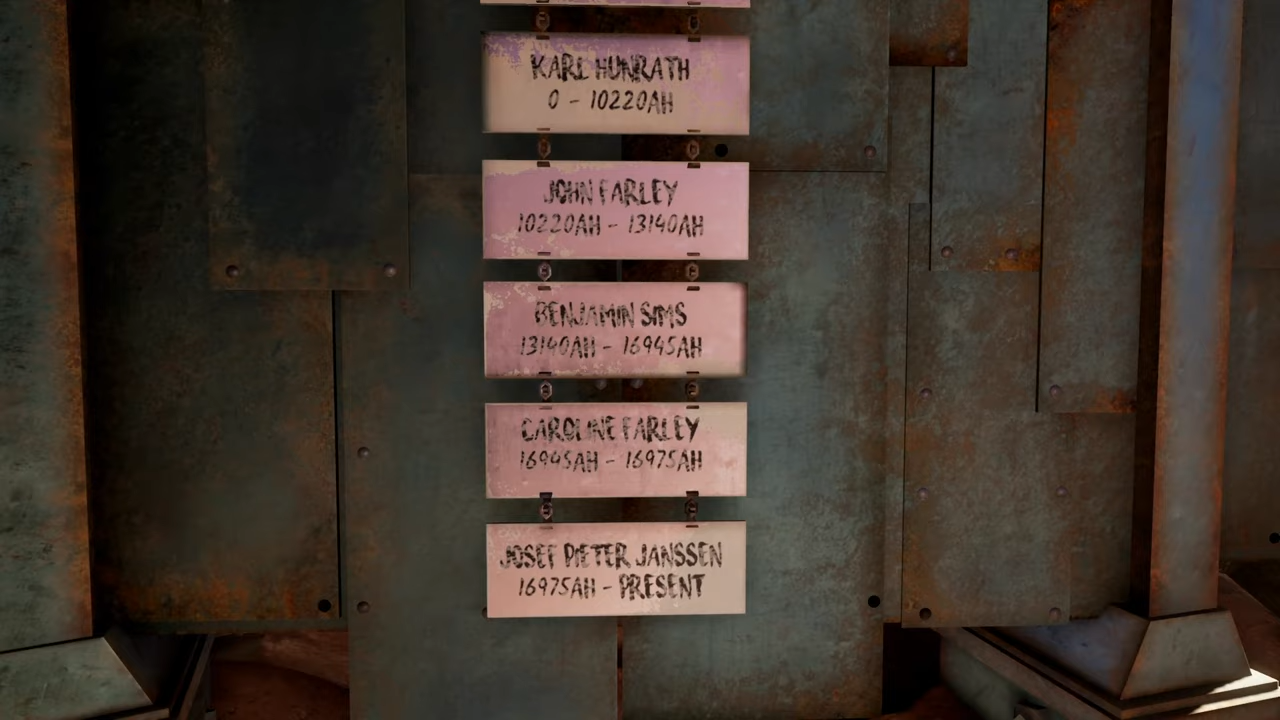 KARL HUNRATH
0 - 10220AH
JOHN FARLEY
10220AH - 13140AH
BENJAMIN SIMS
13140AH - 16945AH
CAROLINE FARLEY
16945AH - 16975AH
JOSEF PIETER JANSSEN
16975AH - PRESENT